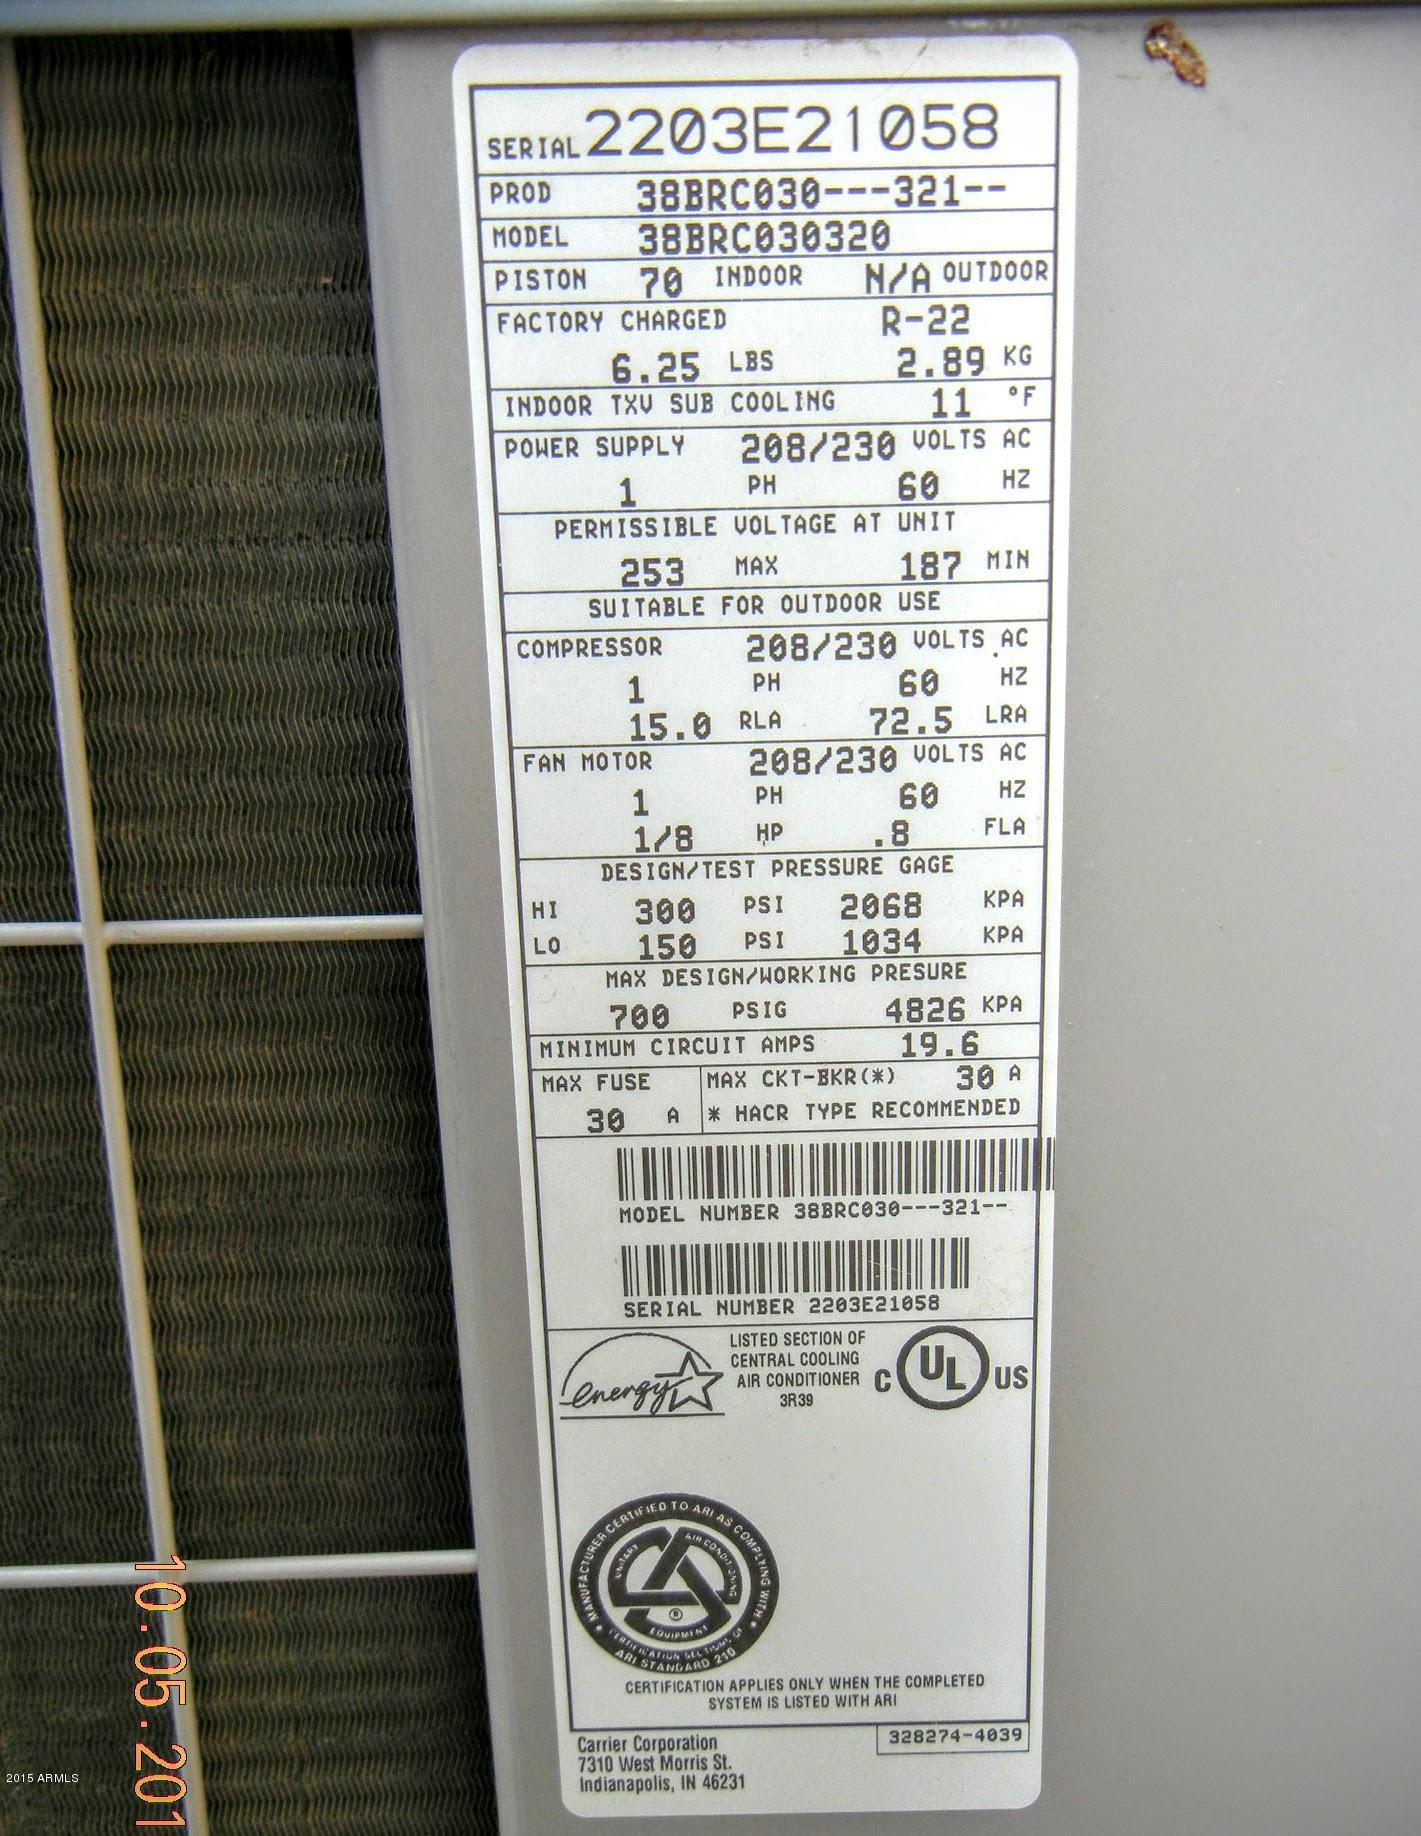 SERIAL 2203E21058
PROD 38BRC030---321--
MODEL 38BRC030320
PISTON 70 INDOOR N/A OUTDOOR
FACTORY CHARGED R-22
6.25 LBS 2.89 KG
INDOOR TXV SUB COOLING 11 °F
POWER SUPPLY 208/230 VOLTS AC
1 PH 60 HZ
PERMISSIBLE VOLTAGE AT UNIT
253 MAX 187 MIN
SUITABLE FOR OUTDOOR USE
COMPRESSOR 208/230 VOLTS AC
1 PH 60 HZ
15.0 RLA 72.5 LRA
FAN MOTOR 208/230 VOLTS AC
1 PH 60 HZ
1/8 HP .8 FLA
DESIGN/TEST PRESSURE GAGE
HI 300 PSI 2068 KPA
LO 150 PSI 1034 KPA
MAX DESIGN/WORKING PRESURE
700 PSIG 4826 KPA
MINIMUM CIRCUIT AMPS 19.6
MAX FUSE 30 A
MAX CKT-BKR(*) 30 A
* HACR TYPE RECOMMENDED
MODEL NUMBER 38BRC030---321--
SERIAL NUMBER 2203E21058
energy
LISTED SECTION OF
CENTRAL COOLING
AIR CONDITIONER
3R39
C UL US
MANUFACTURER CERTIFIED TO ARI AS COMPLYING WITH
ARI STANDARD 210
UNITARY
AIR CONDITIONING
EQUIPMENT
®
CERTIFICATION SECTIONS OF
CERTIFICATION APPLIES ONLY WHEN THE COMPLETED
SYSTEM IS LISTED WITH ARI
Carrier Corporation
7310 West Morris St.
Indianapolis, IN 46231
328274-4039
10.05.201
2015 ARMLS